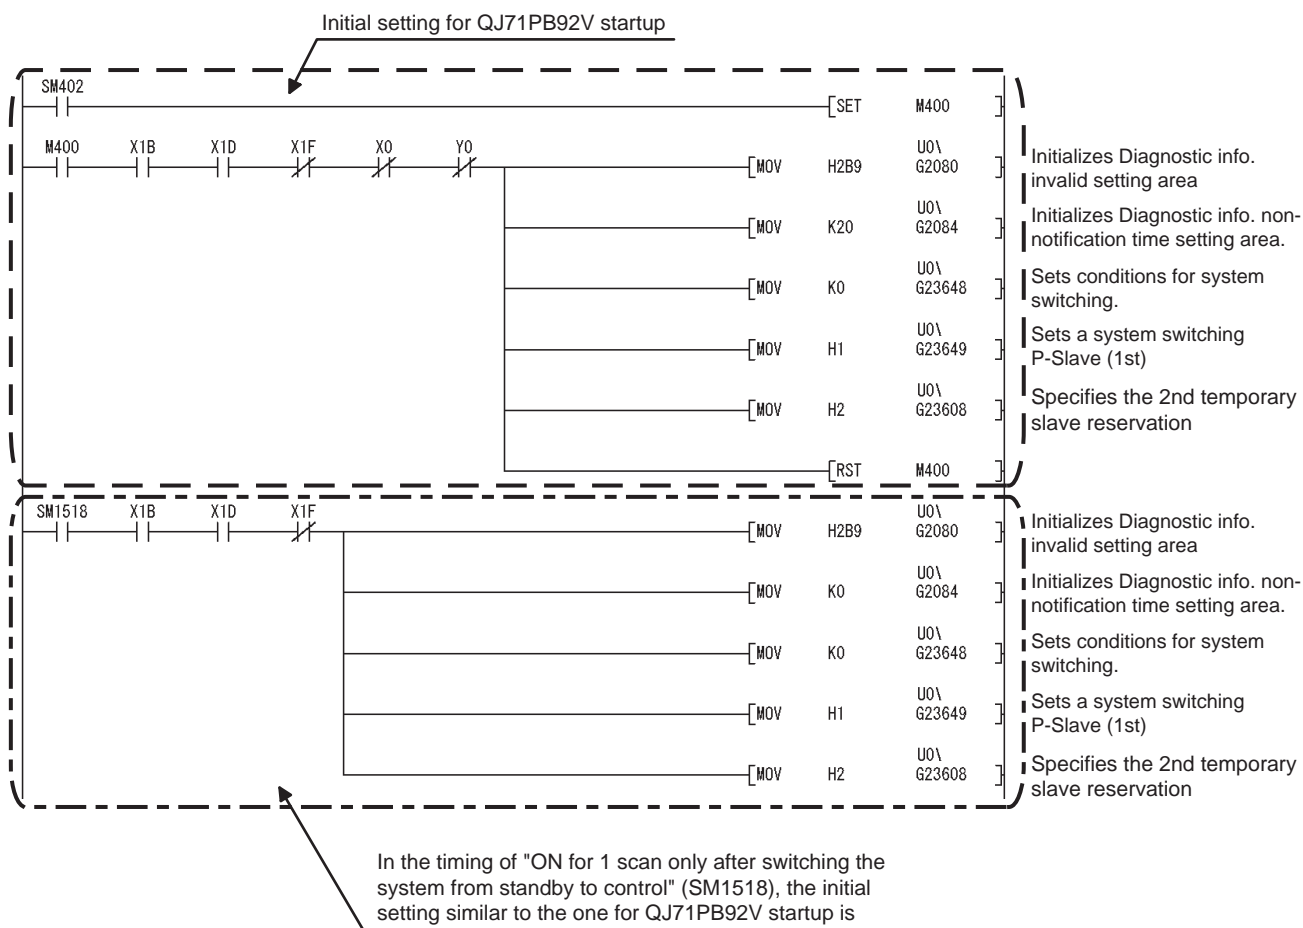 Initial setting for QJ71PB92V startup
SM402
SET M400
M400 X1B X1D X1F X0 Y0
MOV H2B9 U0\
G2080
Initializes Diagnostic info.
invalid setting area
MOV K20 U0\
G2084
Initializes Diagnostic info. non-
notification time setting area.
MOV K0 U0\
G23648
Sets conditions for system
switching.
MOV H1 U0\
G23649
Sets a system switching
P-Slave (1st)
MOV H2 U0\
G23608
Specifies the 2nd temporary
slave reservation
RST M400
SM1518 X1B X1D X1F
MOV H2B9 U0\
G2080
Initializes Diagnostic info.
invalid setting area
MOV K0 U0\
G2084
Initializes Diagnostic info. non-
notification time setting area.
MOV K0 U0\
G23648
Sets conditions for system
switching.
MOV H1 U0\
G23649
Sets a system switching
P-Slave (1st)
MOV H2 U0\
G23608
Specifies the 2nd temporary
slave reservation
In the timing of "ON for 1 scan only after switching the
system from standby to control" (SM1518), the initial
setting similar to the one for QJ71PB92V startup is